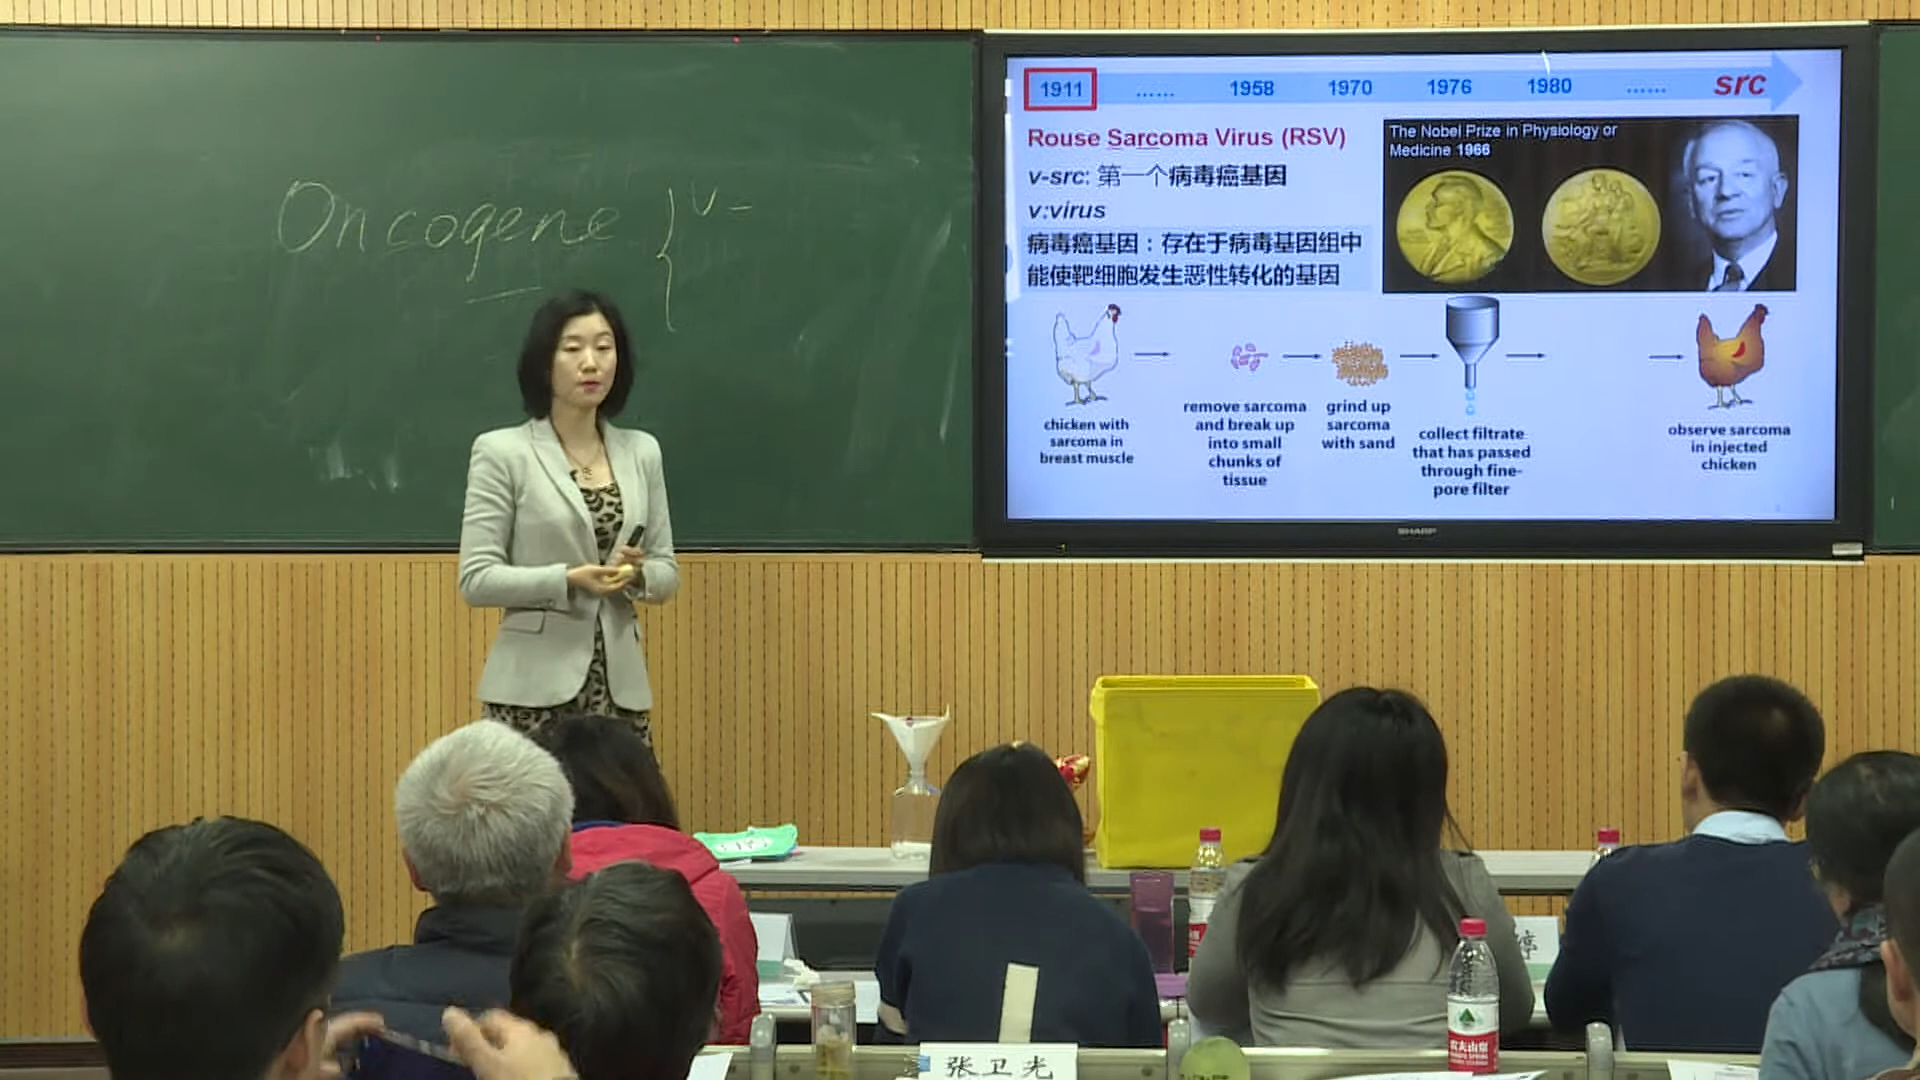 Oncogene { v-
1911 …… 1958 1970 1976 1980 …… src
Rouse Sarcoma Virus (RSV)
v-src: 第一个病毒癌基因
v:virus
病毒癌基因：存在于病毒基因组中
能使靶细胞发生恶性转化的基因
The Nobel Prize in Physiology or
Medicine 1966
chicken with
sarcoma in
breast muscle
remove sarcoma
and break up
into small
chunks of
tissue
grind up
sarcoma
with sand
collect filtrate
that has passed
through fine-
pore filter
observe sarcoma
in injected
chicken
SHARP
婷
农夫山泉
张卫光